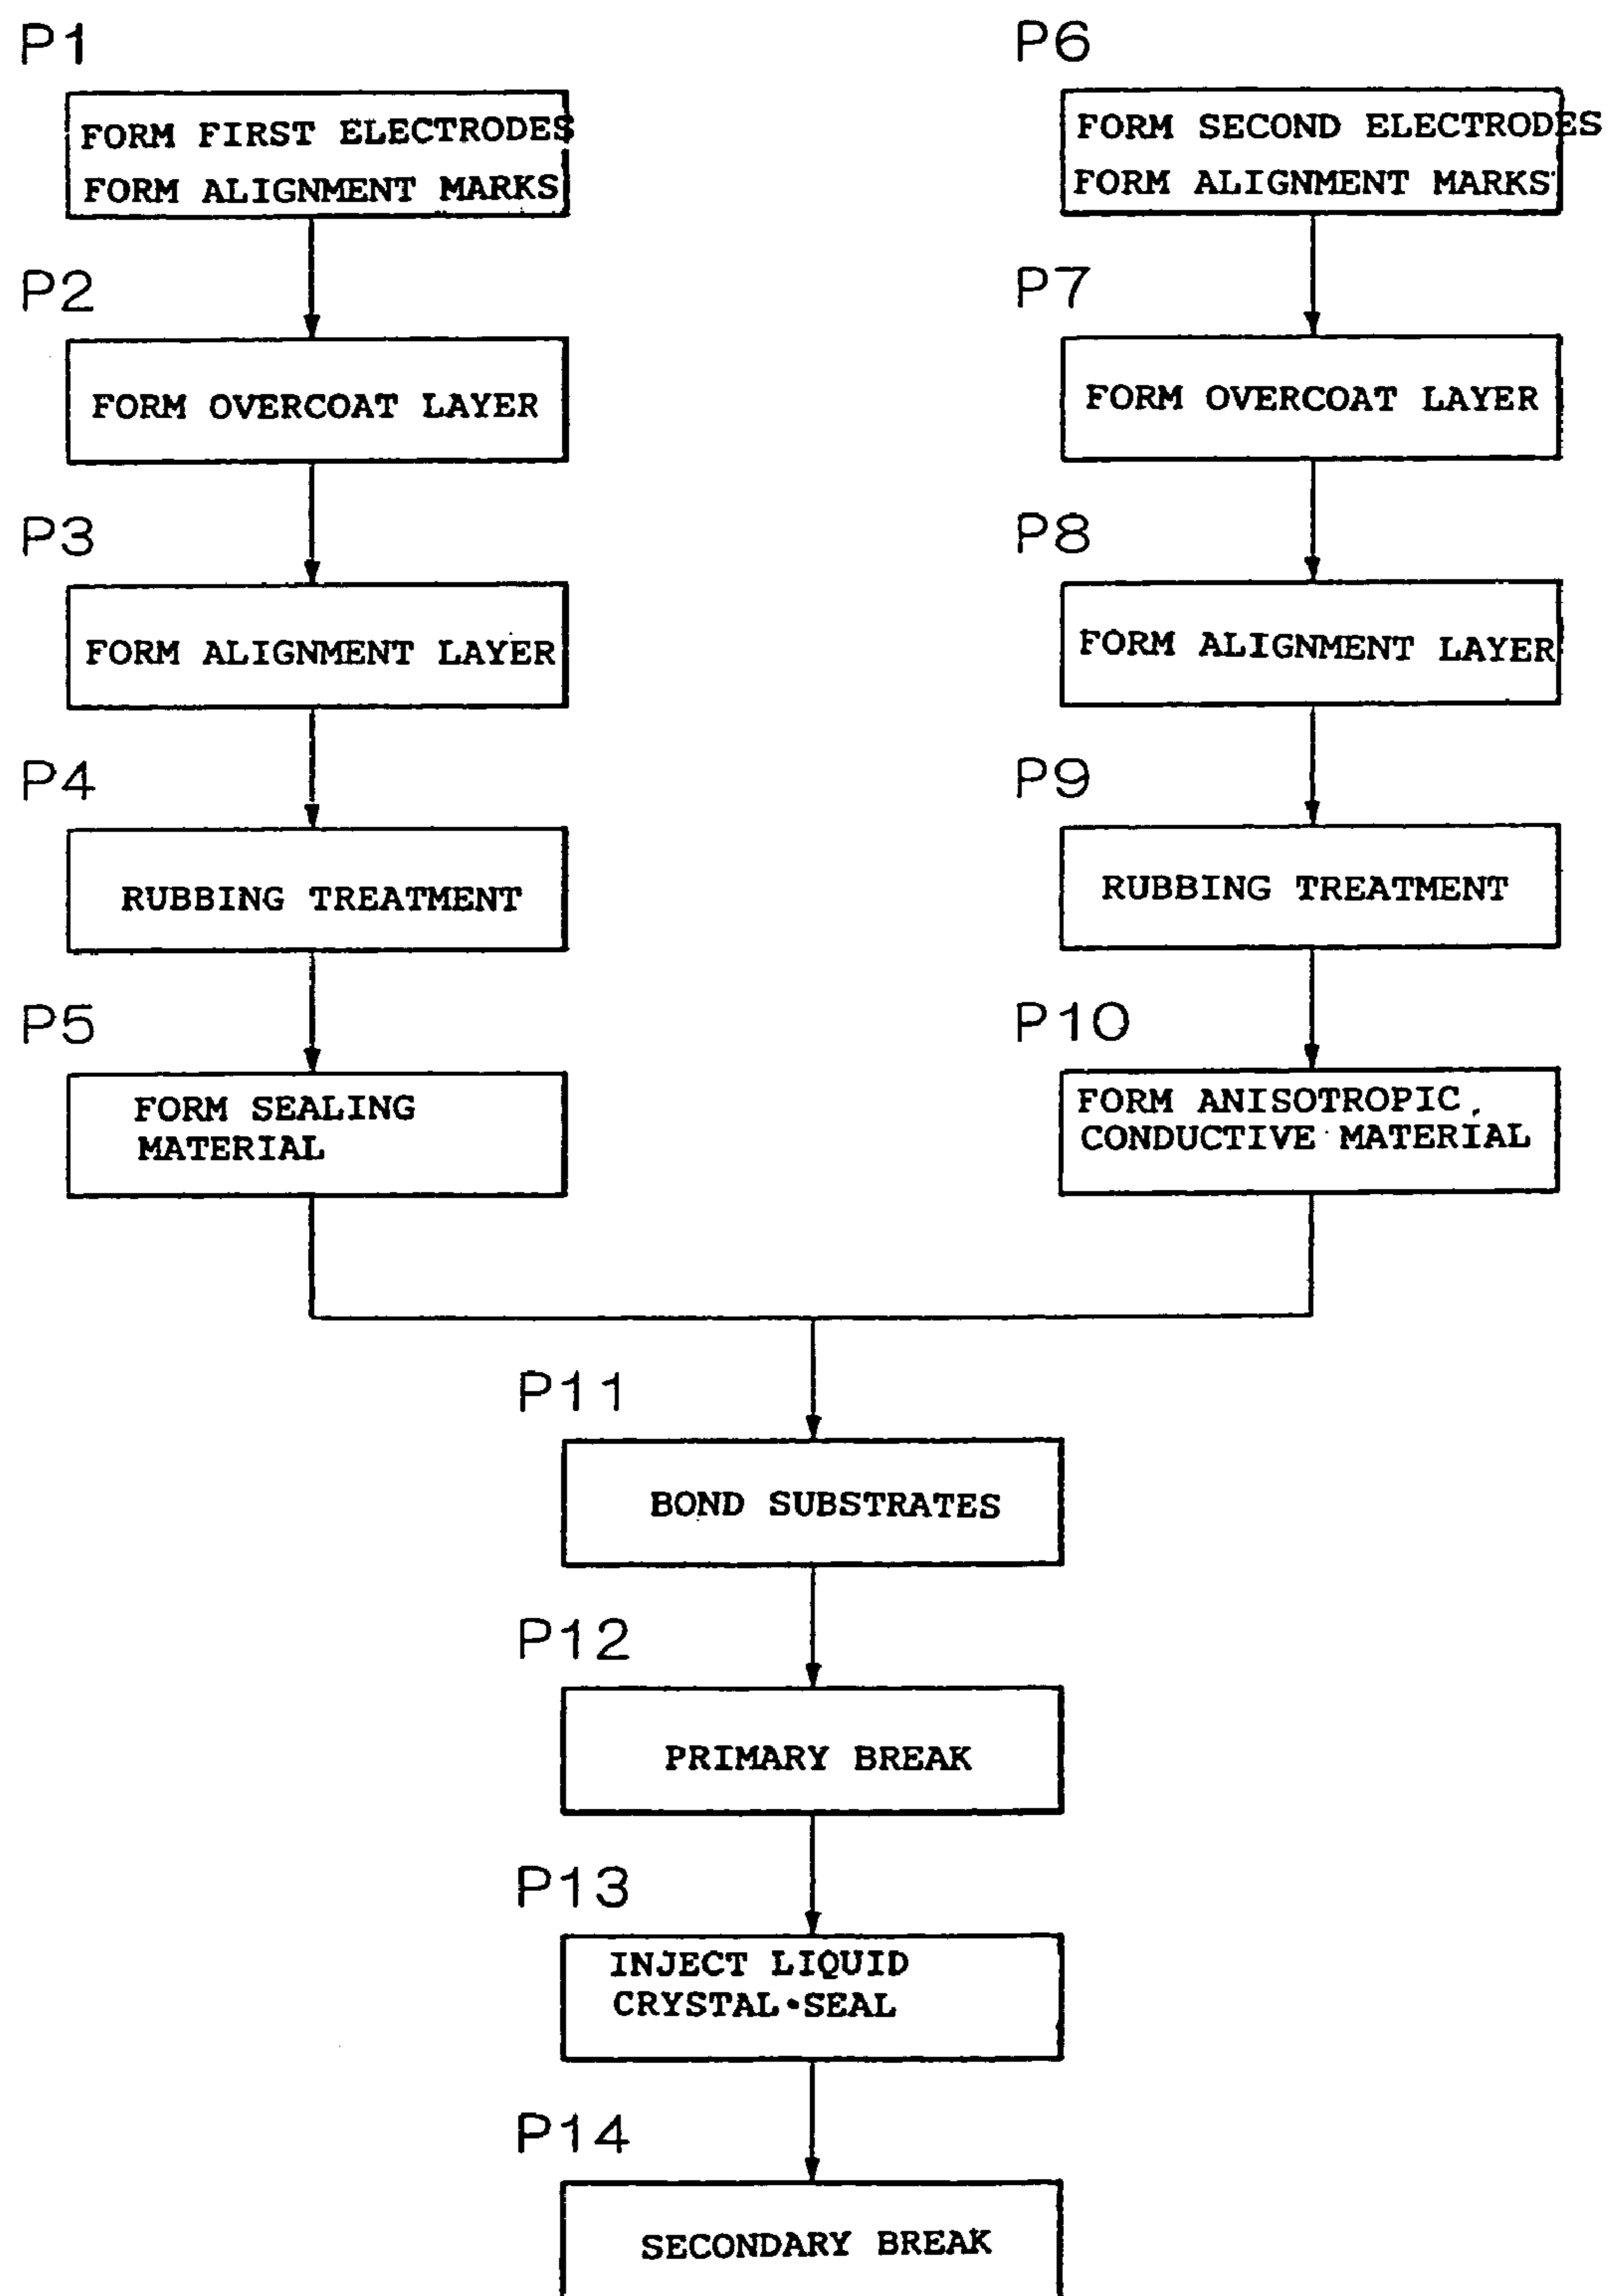 P1
FORM FIRST ELECTRODES
FORM ALIGNMENT MARKS
P2
FORM OVERCOAT LAYER
P3
FORM ALIGNMENT LAYER
P4
RUBBING TREATMENT
P5
FORM SEALING
MATERIAL
P6
FORM SECOND ELECTRODES
FORM ALIGNMENT MARKS
P7
FORM OVERCOAT LAYER
P8
FORM ALIGNMENT LAYER
P9
RUBBING TREATMENT
P10
FORM ANISOTROPIC
CONDUCTIVE MATERIAL
P11
BOND SUBSTRATES
P12
PRIMARY BREAK
P13
INJECT LIQUID
CRYSTAL•SEAL
P14
SECONDARY BREAK